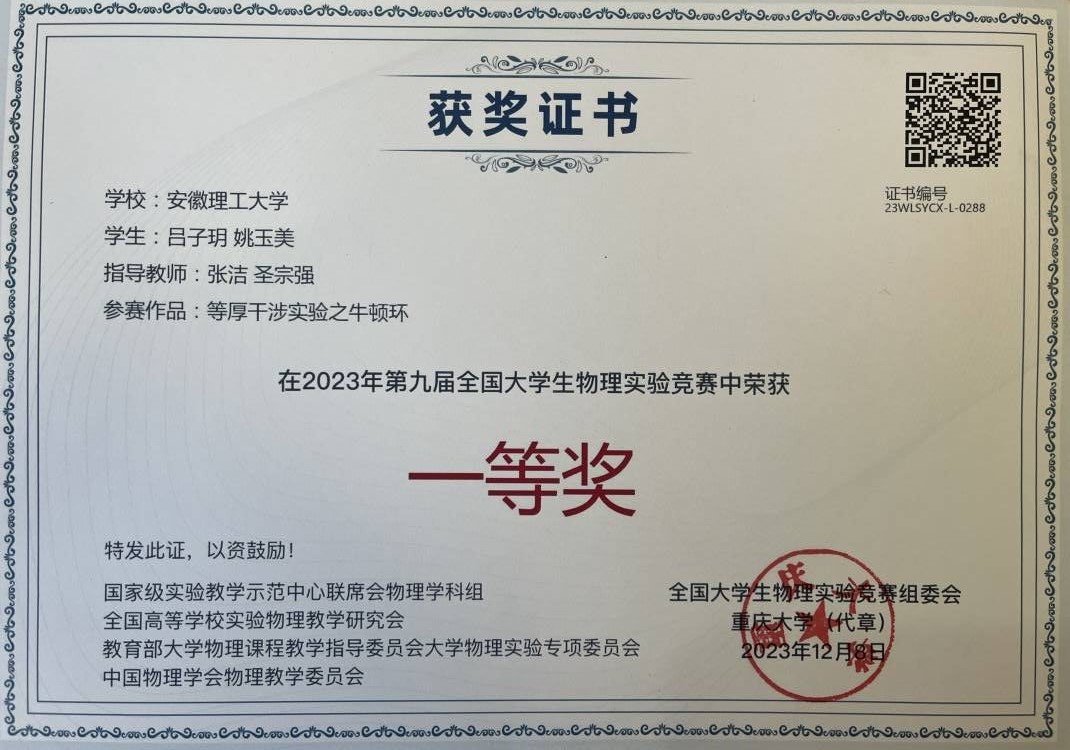 获奖证书
证书编号
23WLSYCX-L-0288
学校：安徽理工大学
学生：吕子玥 姚玉美
指导教师：张洁 圣宗强
参赛作品：等厚干涉实验之牛顿环
在2023年第九届全国大学生物理实验竞赛中荣获
一等奖
特发此证，以资鼓励！
国家级实验教学示范中心联席会物理学科组
全国高等学校实验物理教学研究会
教育部大学物理课程教学指导委员会大学物理实验专项委员会
中国物理学会物理教学委员会
全国大学生物理实验竞赛组委会
重庆大学（代章）
2023年12月8日
重庆大学